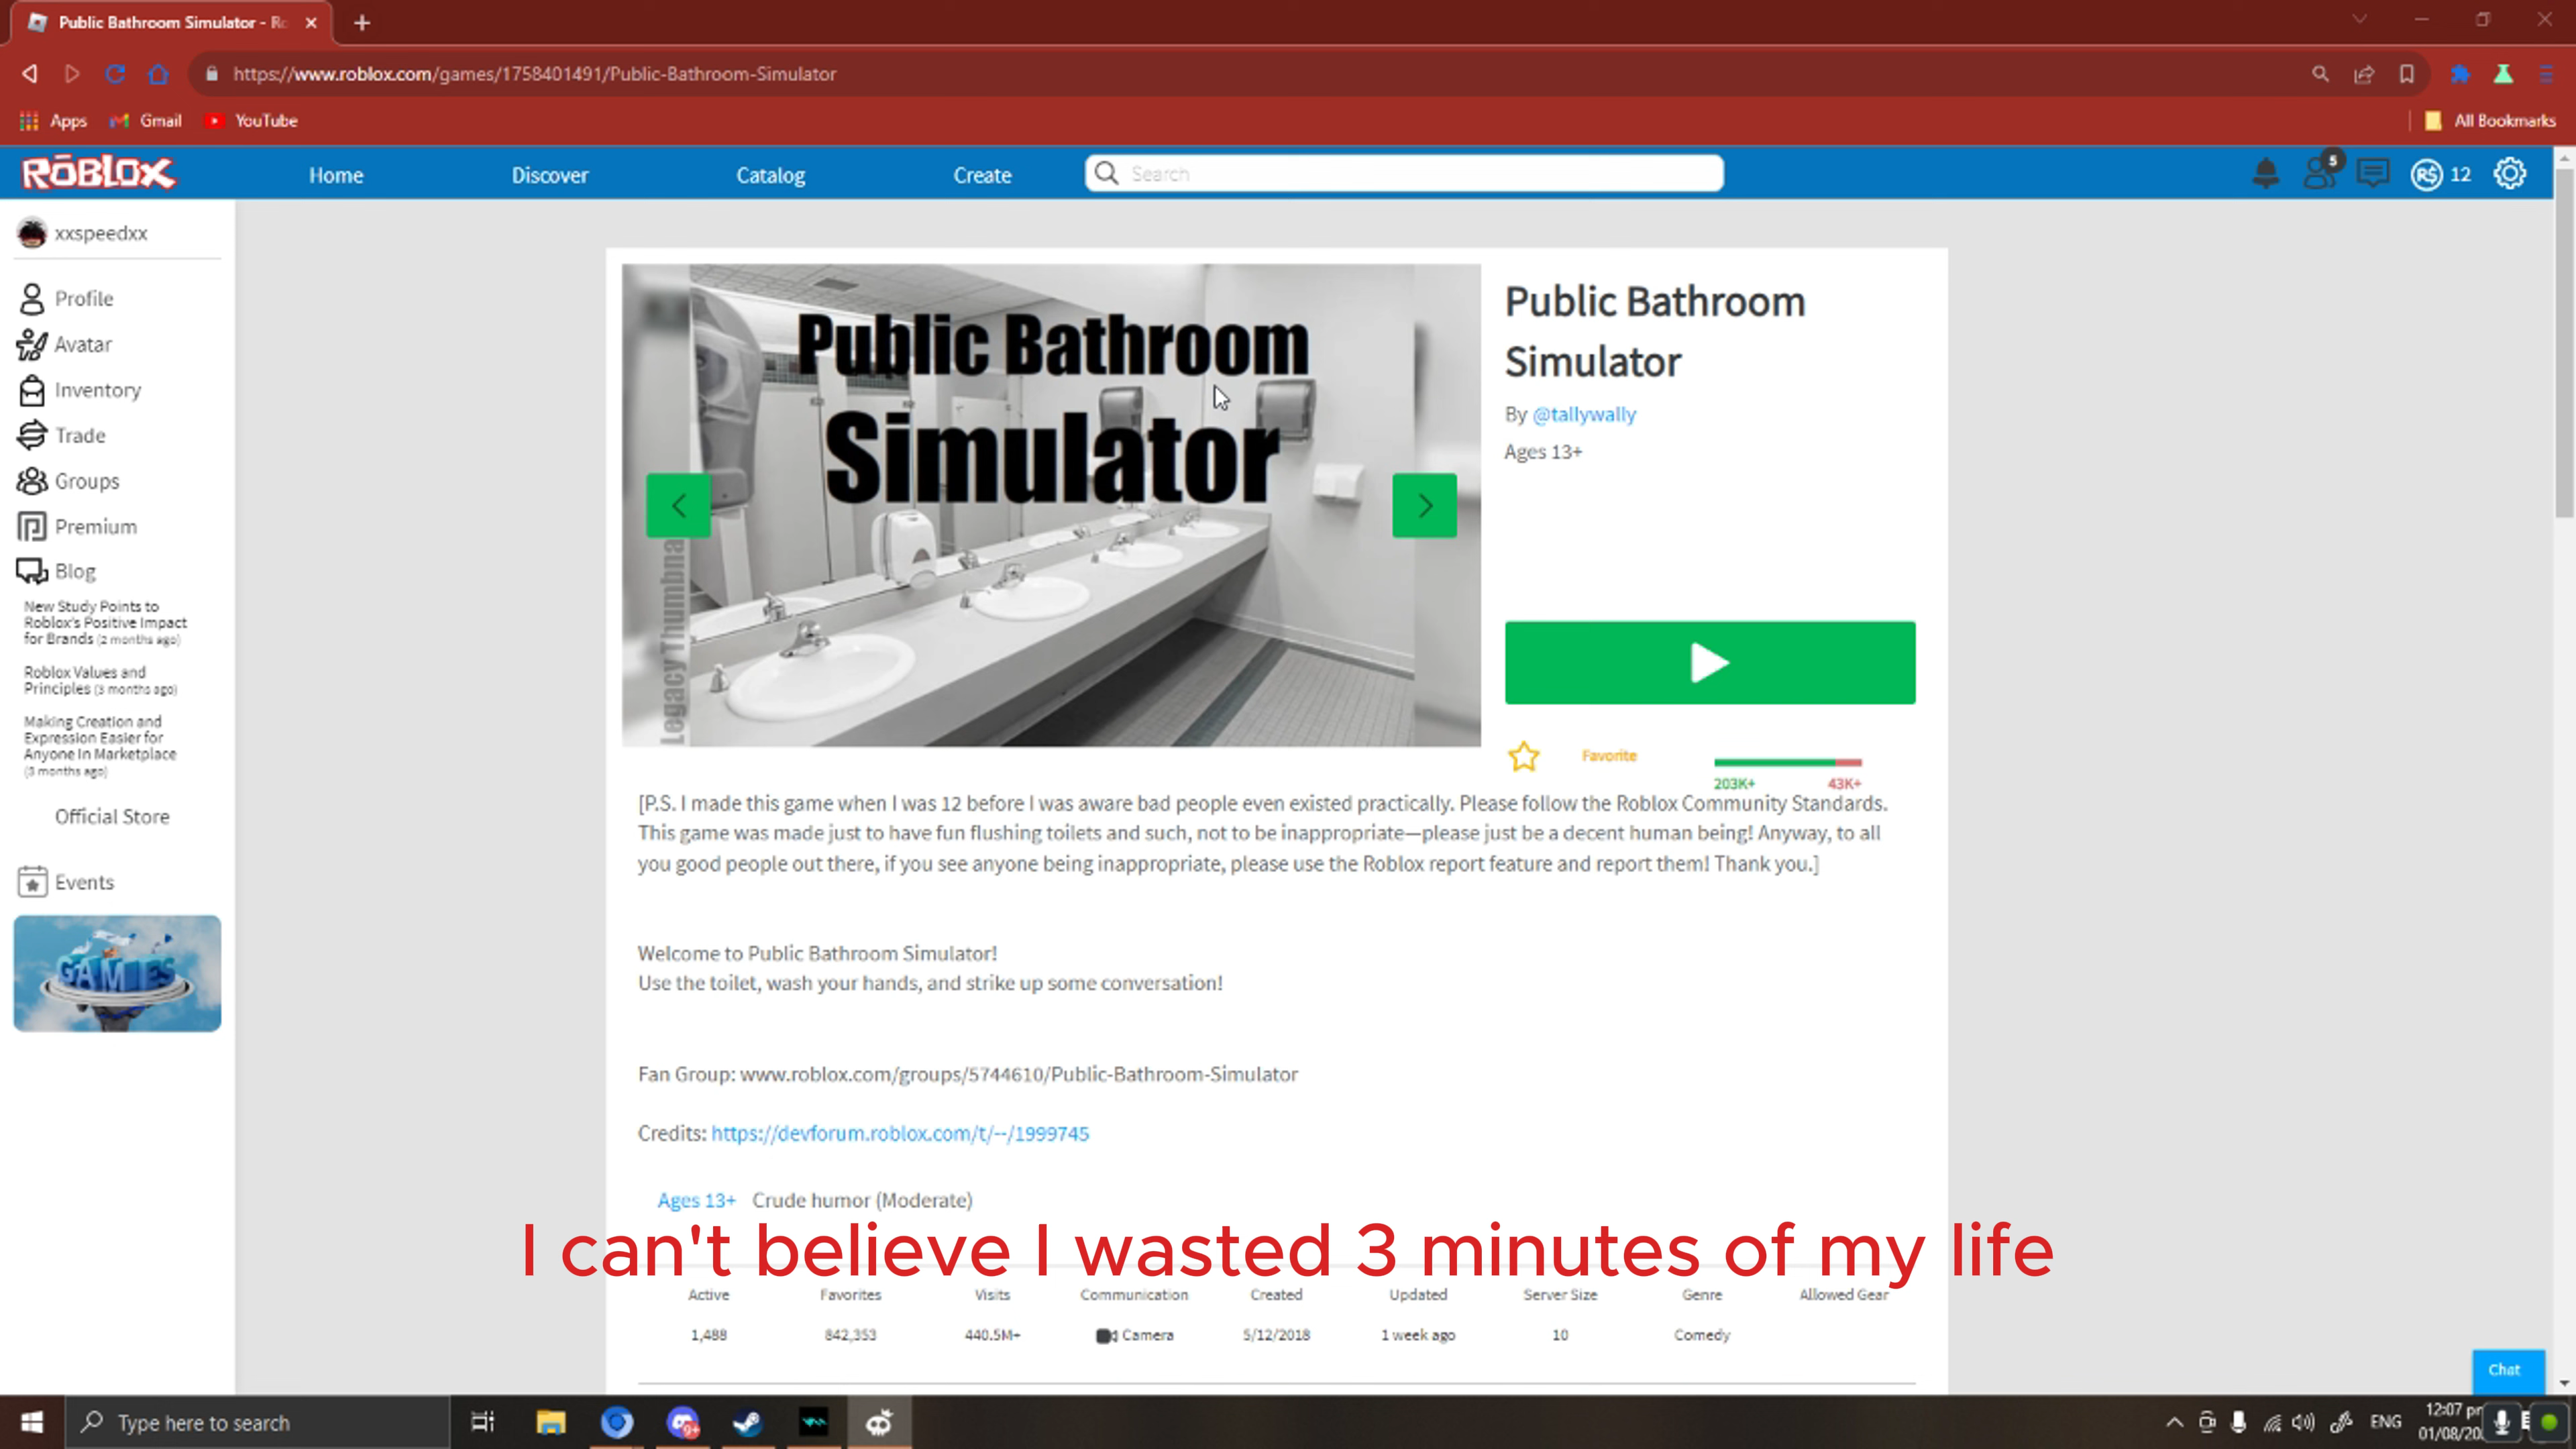 Public Bathroom Simulator - Ro
https://www.roblox.com/games/1758401491/Public-Bathroom-Simulator
Apps
Gmail
YouTube
All Bookmarks
ROBLOX
Home
Discover
Catalog
Create
Search
5
R$
12
xxspeedxx
Profile
Avatar
Inventory
Trade
Groups
Premium
Blog
New Study Points to
Roblox's Positive Impact
for Brands (2 months ago)
Roblox Values and
Principles (3 months ago)
Making Creation and
Expression Easier for
Anyone In Marketplace
(3 months ago)
Official Store
Events
GAMES
Public Bathroom
Simulator
Legacy Thumbna
Public Bathroom
Simulator
By @tallywally
Ages 13+
Favorite
203K+
43K+
[P.S. I made this game when I was 12 before I was aware bad people even existed practically. Please follow the Roblox Community Standards.
This game was made just to have fun flushing toilets and such, not to be inappropriate—please just be a decent human being! Anyway, to all
you good people out there, if you see anyone being inappropriate, please use the Roblox report feature and report them! Thank you.]
Welcome to Public Bathroom Simulator!
Use the toilet, wash your hands, and strike up some conversation!
Fan Group: www.roblox.com/groups/5744610/Public-Bathroom-Simulator
Credits: https://devforum.roblox.com/t/--/1999745
Ages 13+ Crude humor (Moderate)
I can't believe I wasted 3 minutes of my life
Active Favorites Visits Communication Created Updated Server Size Genre Allowed Gear
1,488 842,353 440.5M+ Camera 5/12/2018 1 week ago 10 Comedy
Chat
Type here to search
9+
ENG
12:07 pm
01/08/20